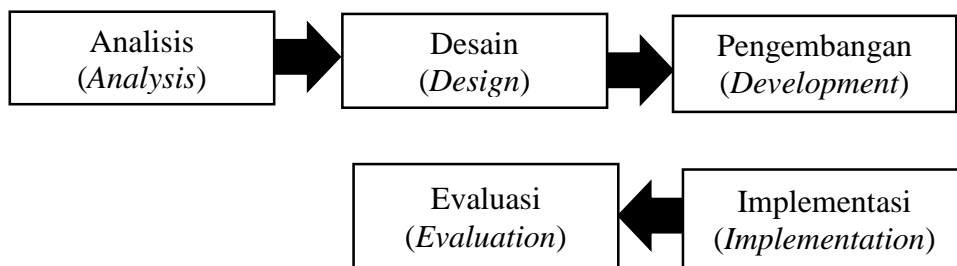 Analisis
(Analysis)
Desain
(Design)
Pengembangan
(Development)
Implementasi
(Implementation)
Evaluasi
(Evaluation)